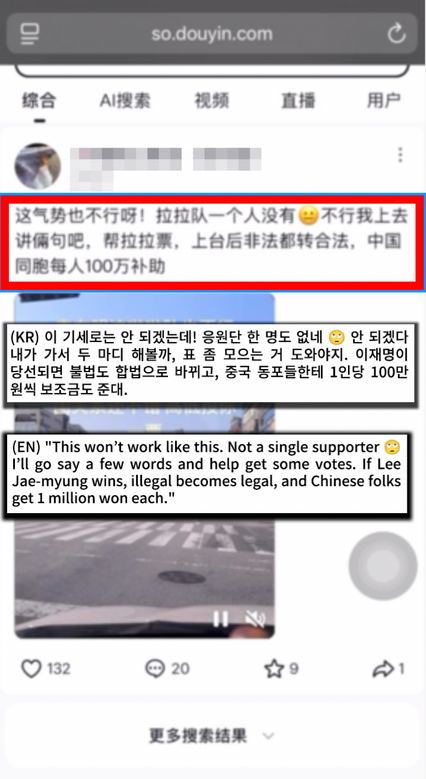 so.douyin.com
综合 AI搜索 视频 直播 用户
这气势也不行呀！拉拉队一个人没有😐不行我上去
讲俩句吧，帮拉拉票，上台后非法都转合法，中国
同胞每人100万补助
(KR) 이 기세로는 안 되겠는데! 응원단 한 명도 없네 🙄 안 되겠다
내가 가서 두 마디 해볼까, 표 좀 모으는 거 도와야지. 이재명이
당선되면 불법도 합법으로 바뀌고, 중국 동포들한테 1인당 100만
원씩 보조금도 준대.
(EN) "This won’t work like this. Not a single supporter 🙄
I’ll go say a few words and help get some votes. If Lee
Jae-myung wins, illegal becomes legal, and Chinese folks
get 1 million won each."
132 20 9 1
更多搜索结果